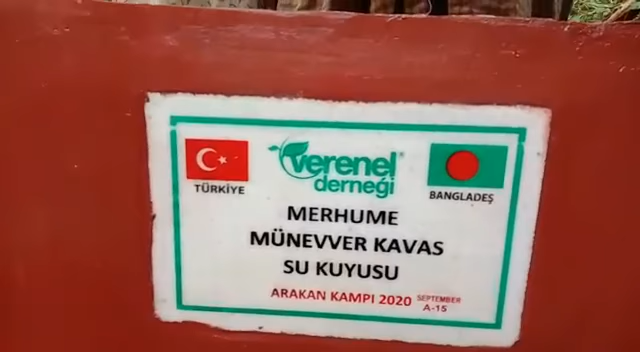 verenel
derneği
TÜRKİYE
BANGLADEŞ
MERHUME
MÜNEVVER KAVAS
SU KUYUSU
ARAKAN KAMPI 2020 SEPTEMBER
A-15